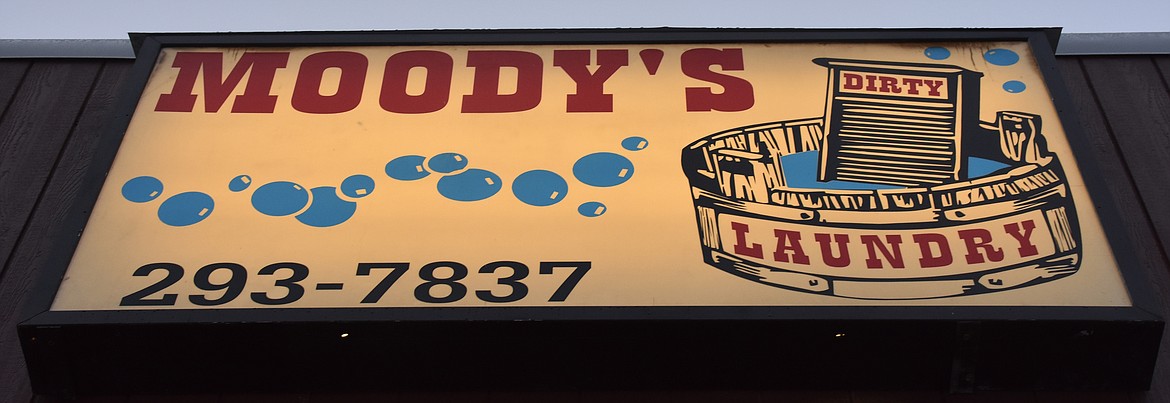 MOODY'S
DIRTY
LAUNDRY
293-7837